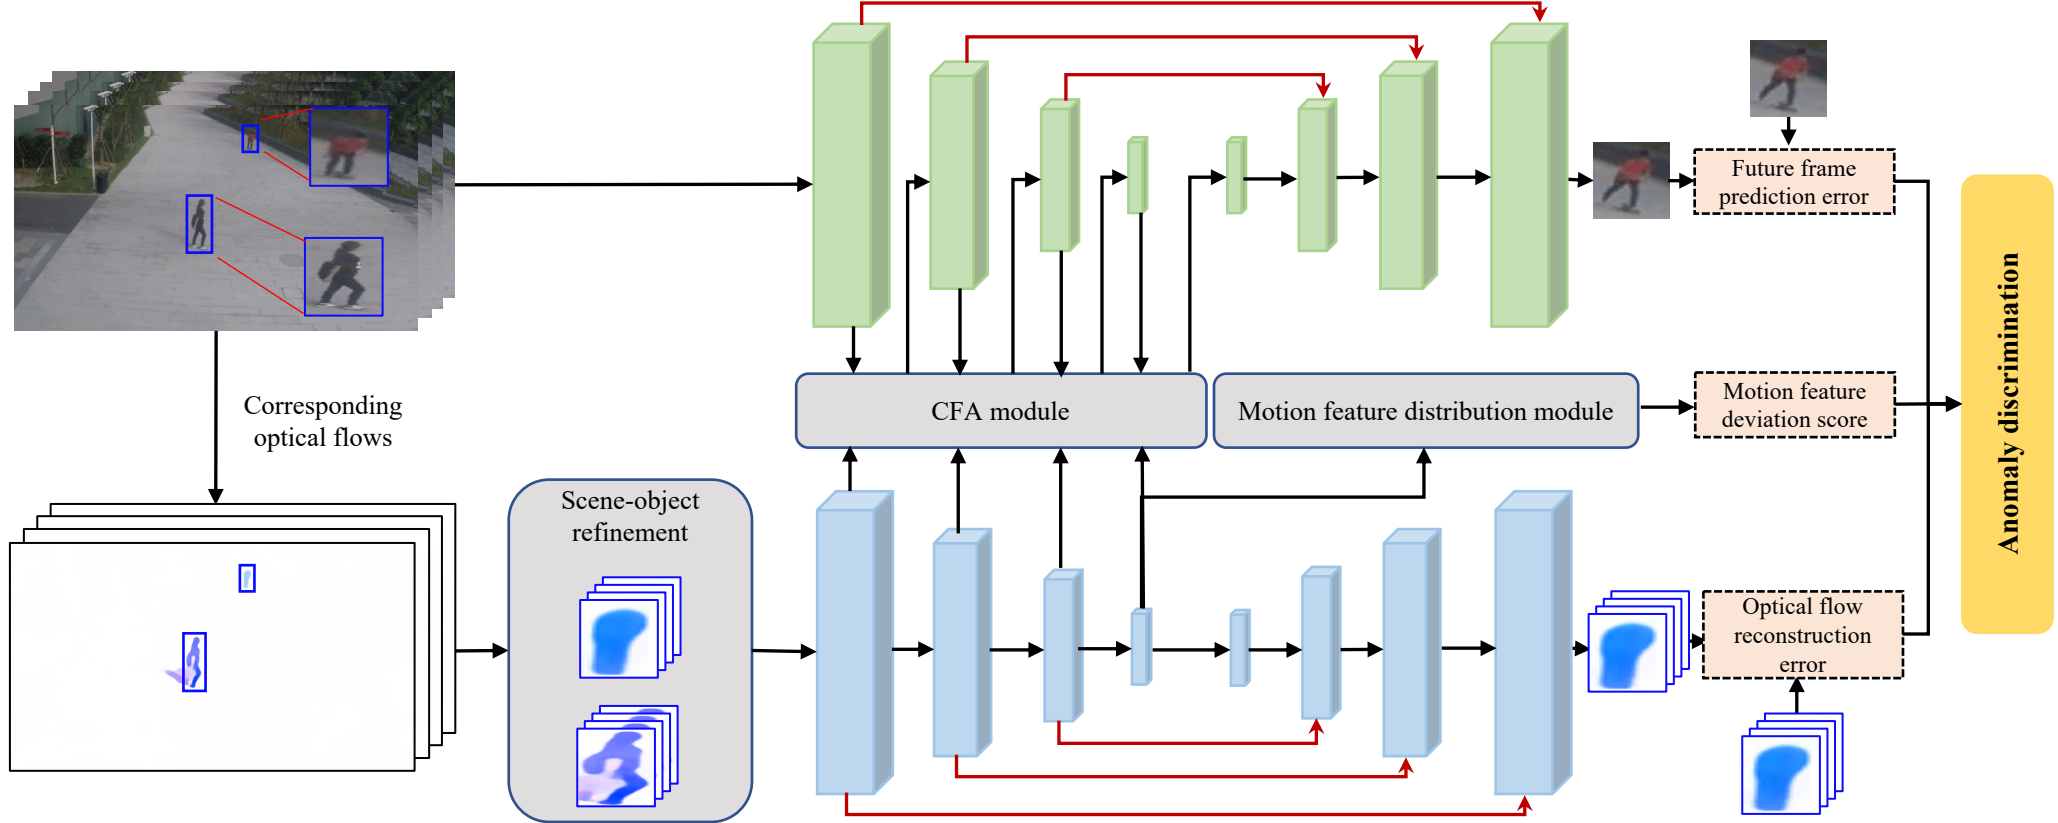 Future frame
prediction error
Corresponding
optical flows
CFA module
Motion feature distribution module
Motion feature
deviation score
Anomaly discrimination
Scene-object
refinement
Optical flow
reconstruction
error